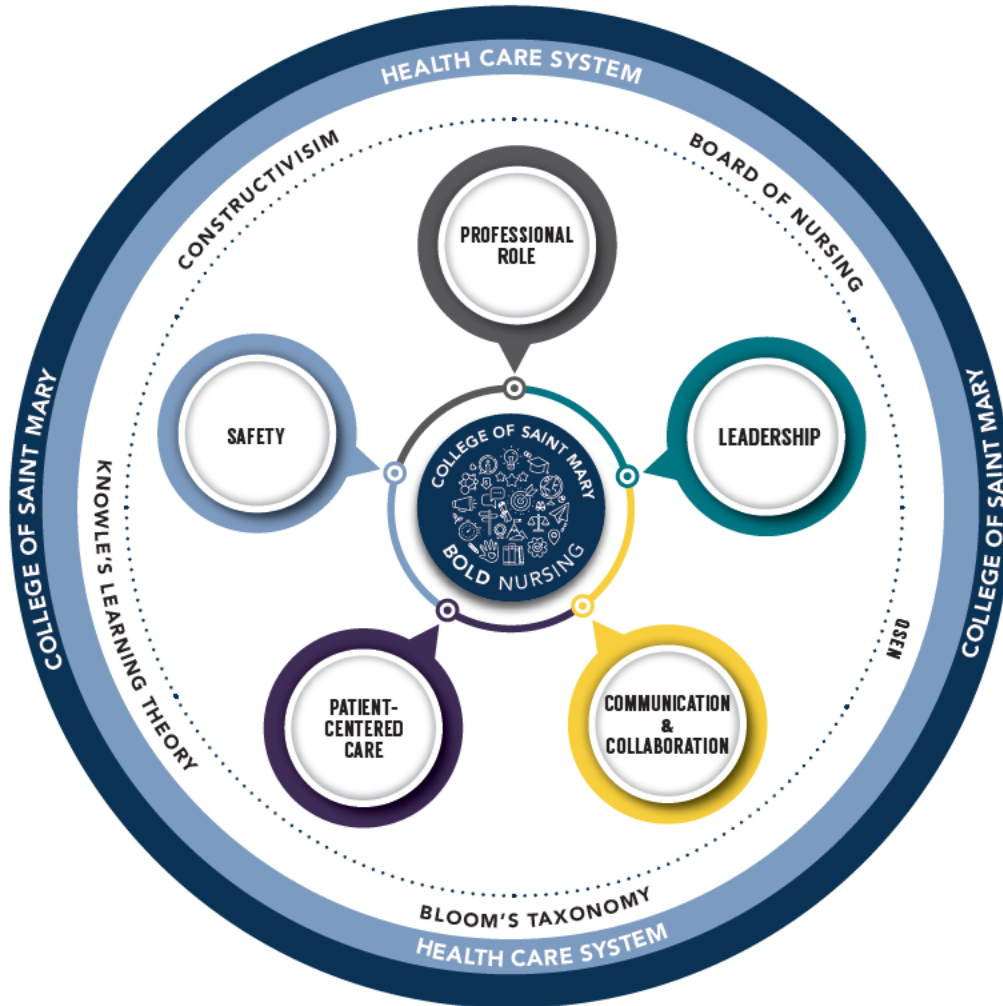 HEALTH CARE SYSTEM
CONSTRUCTIVISIM
BOARD OF NURSING
PROFESSIONAL
ROLE
COLLEGE OF SAINT MARY
SAFETY
LEADERSHIP
COLLEGE OF SAINT MARY
COLLEGE OF SAINT MARY
BOLD NURSING
KNOWLE'S LEARNING THEORY
QSEN
PATIENT-
CENTERED
CARE
COMMUNICATION
&
COLLABORATION
BLOOM'S TAXONOMY
HEALTH CARE SYSTEM